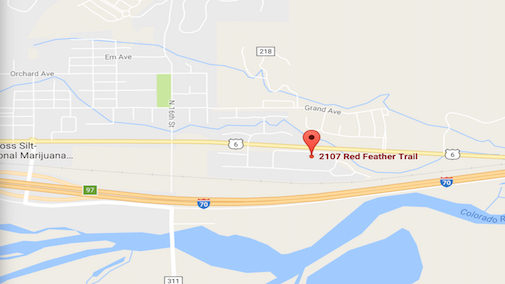 218
Em Ave
Orchard Ave
Grand Ave
N 16th St
6
oss Silt-
onal Marijuana...
2107 Red Feather Trail
6
70
97
70
Colorado R
311